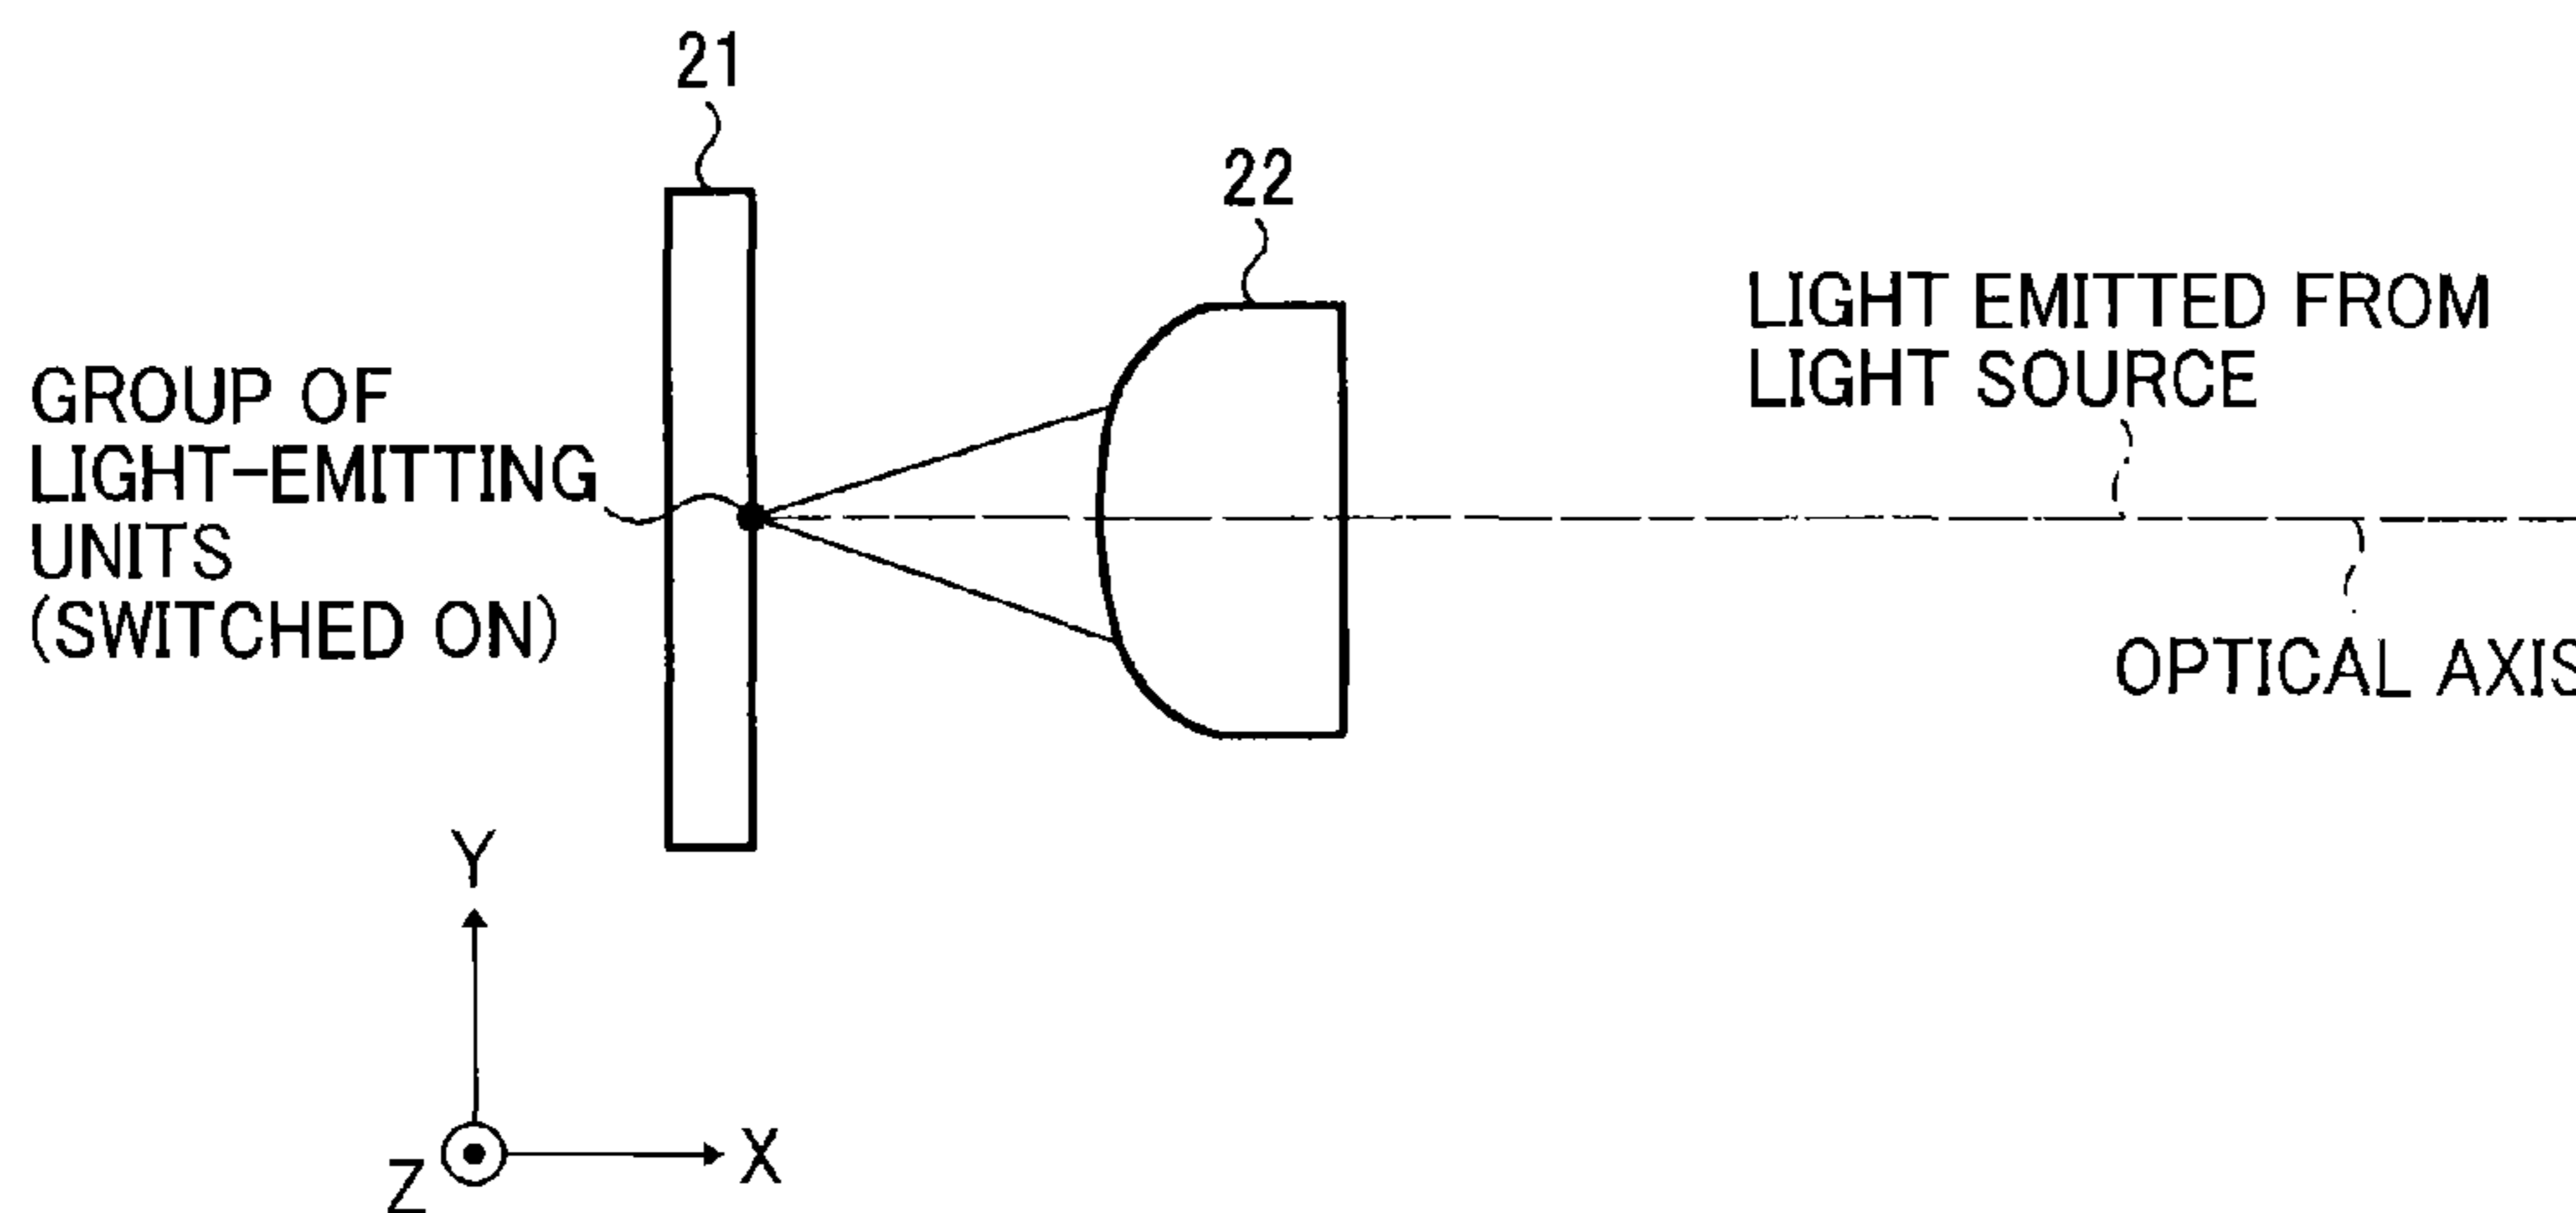 21
22
LIGHT EMITTED FROM
LIGHT SOURCE
GROUP OF
LIGHT-EMITTING
UNITS
(SWITCHED ON)
OPTICAL AXIS
Y
Z
X